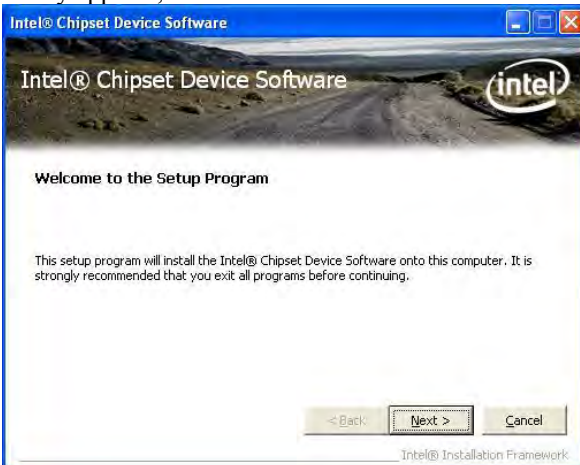 Intel® Chipset Device Software
Intel® Chipset Device Software
intel
Welcome to the Setup Program
This setup program will install the Intel® Chipset Device Software onto this computer. It is
strongly recommended that you exit all programs before continuing.
< Back
Next >
Cancel
Intel® Installation Framework